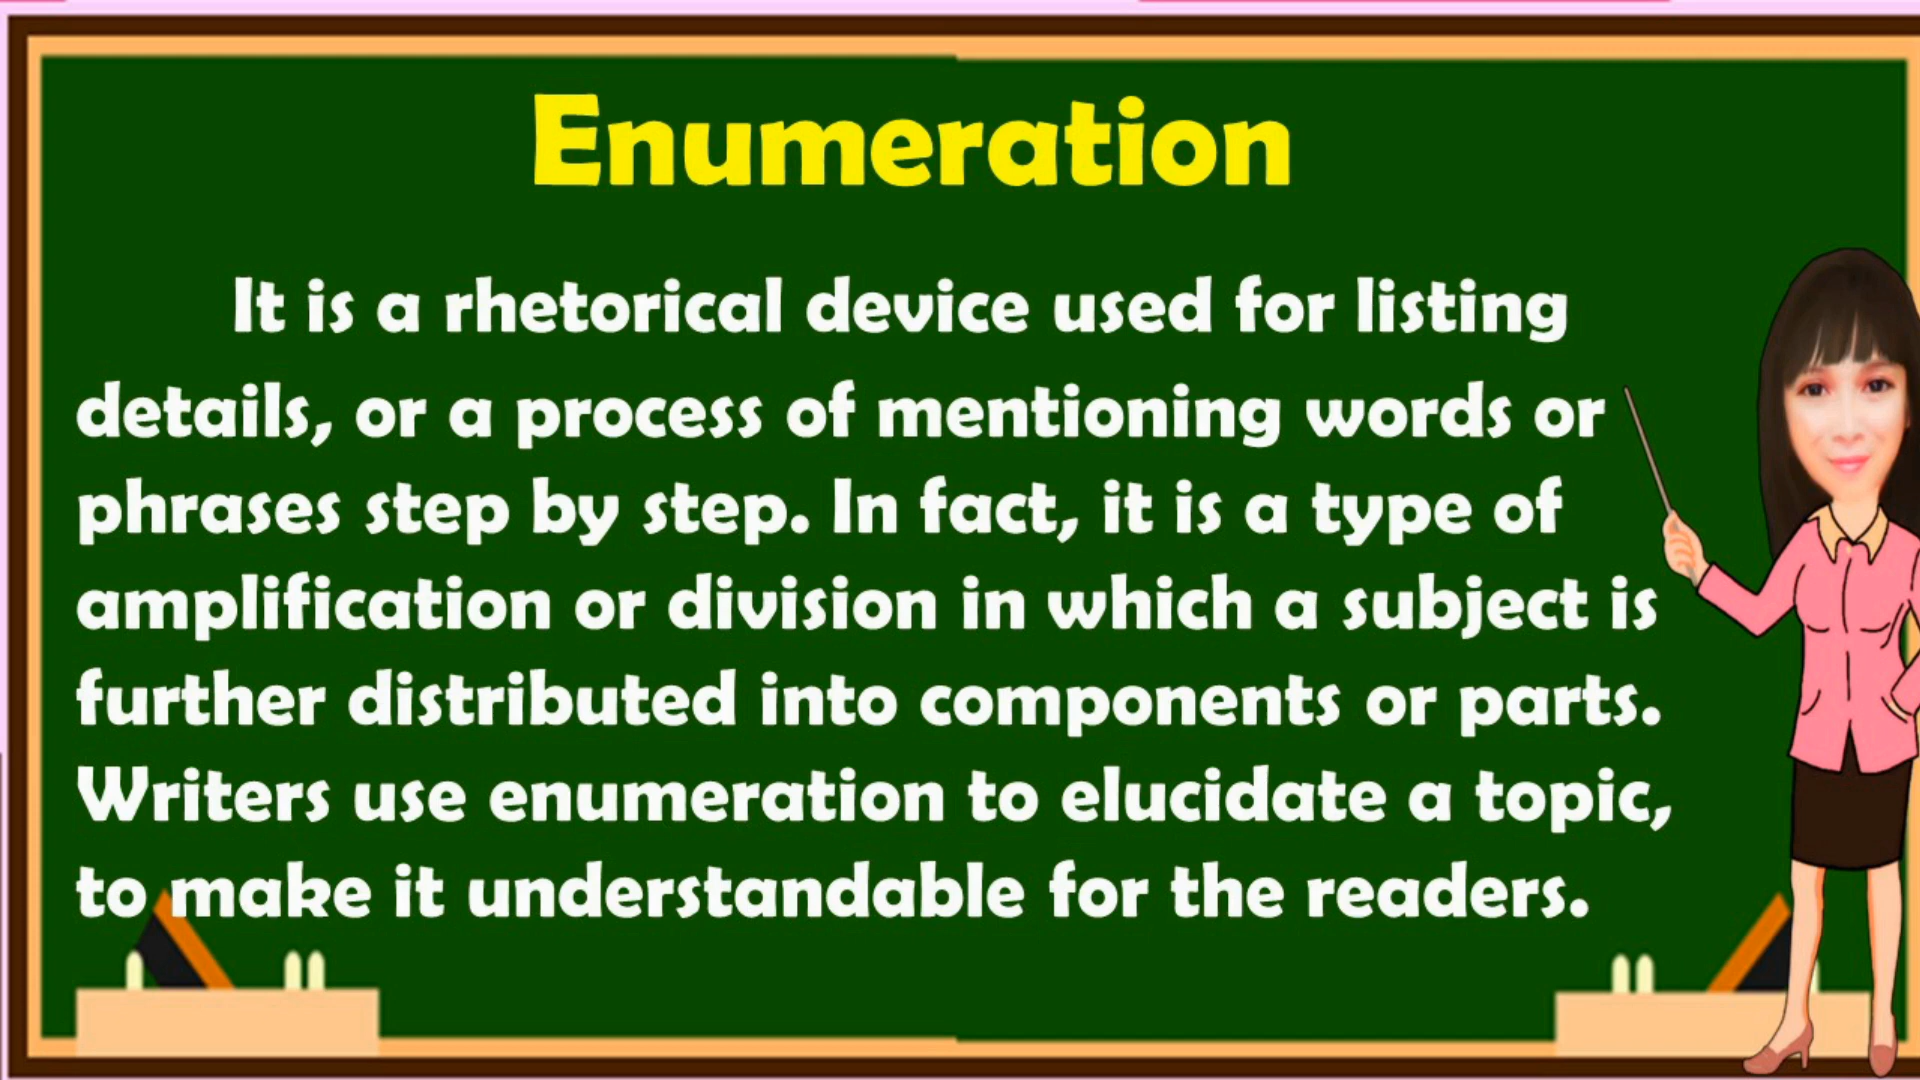 Enumeration
It is a rhetorical device used for listing
details, or a process of mentioning words or
phrases step by step. In fact, it is a type of
amplification or division in which a subject is
further distributed into components or parts.
Writers use enumeration to elucidate a topic,
to make it understandable for the readers.